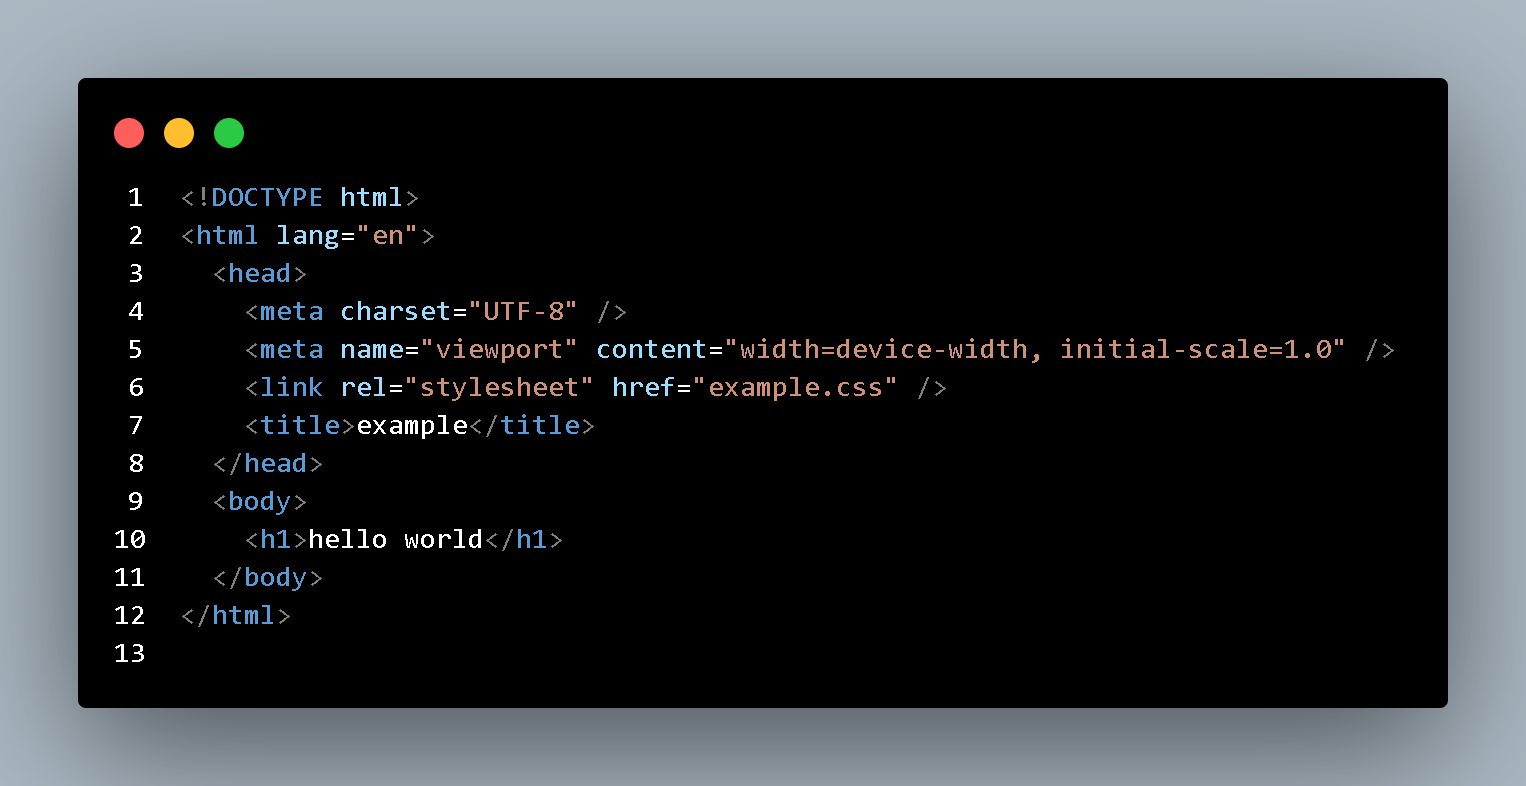 1 <!DOCTYPE html>
2 <html lang="en">
3   <head>
4     <meta charset="UTF-8" />
5     <meta name="viewport" content="width=device-width, initial-scale=1.0" />
6     <link rel="stylesheet" href="example.css" />
7     <title>example</title>
8   </head>
9   <body>
10     <h1>hello world</h1>
11   </body>
12 </html>
13